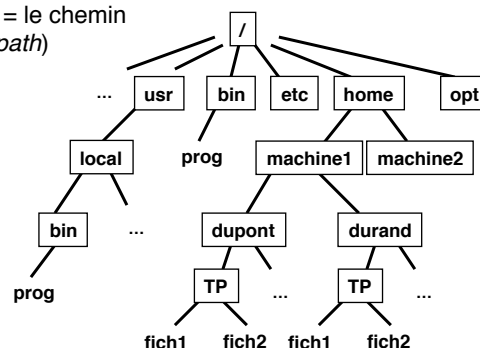 = le chemin
path)
/
... usr bin etc home opt
local prog machine1 machine2
bin ... dupont durand
prog TP ... TP ...
fich1 fich2 fich1 fich2